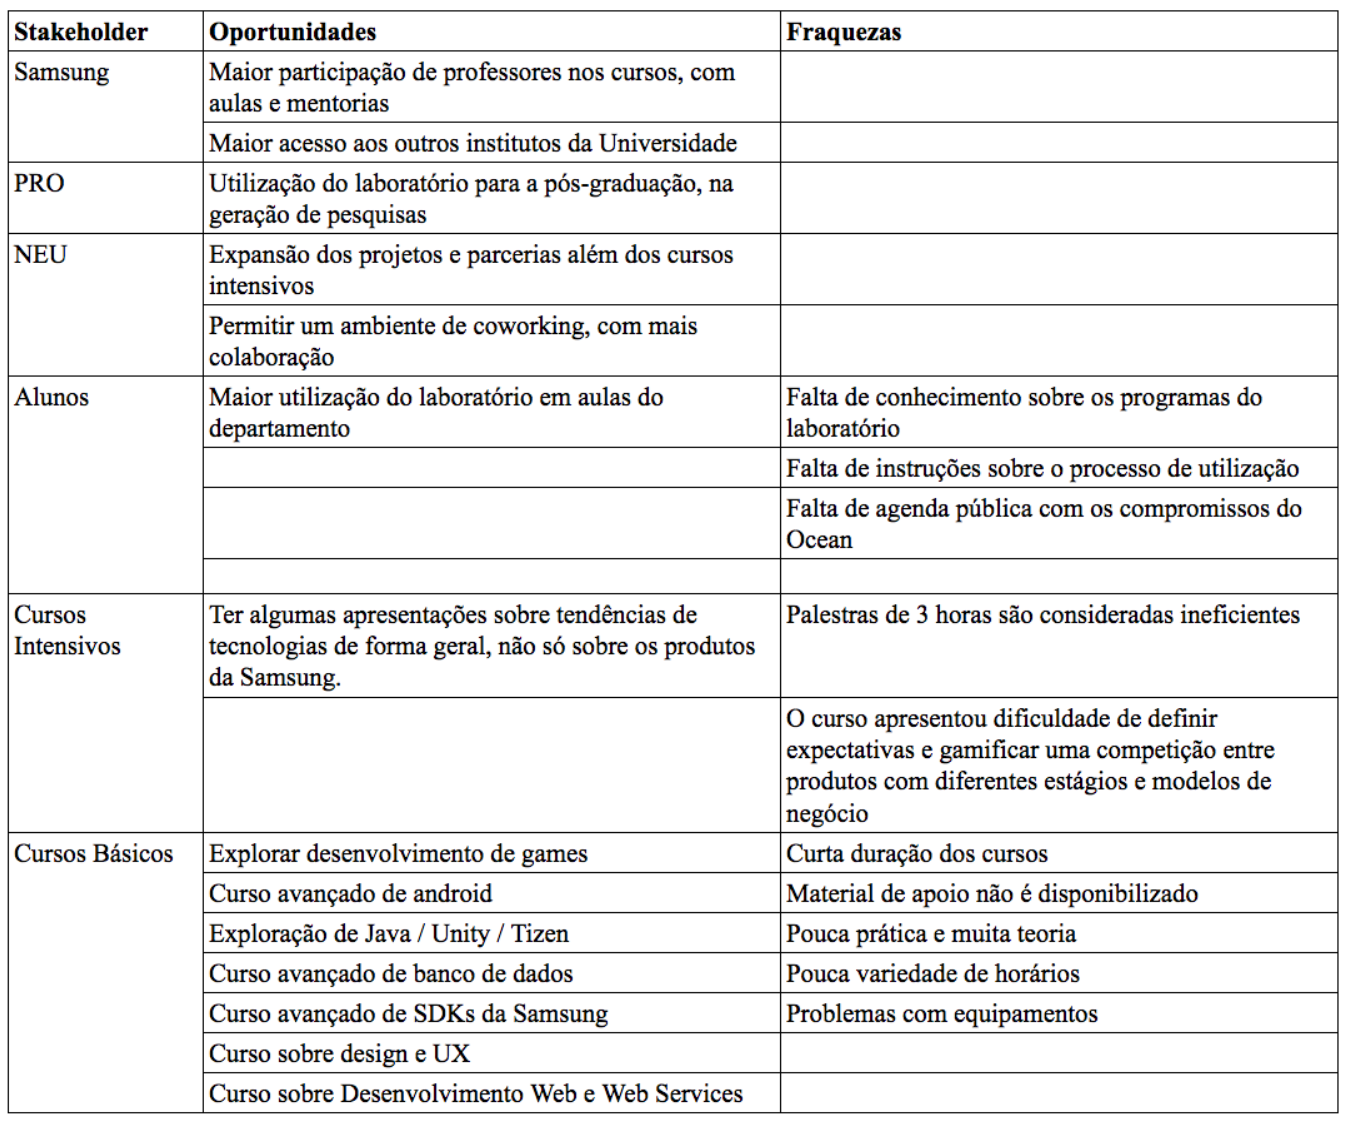 Stakeholder Oportunidades Fraquezas
Samsung Maior participação de professores nos cursos, com
aulas e mentorias
Maior acesso aos outros institutos da Universidade
PRO Utilização do laboratório para a pós-graduação, na
geração de pesquisas
NEU Expansão dos projetos e parcerias além dos cursos
intensivos
Permitir um ambiente de coworking, com mais
colaboração
Alunos Maior utilização do laboratório em aulas do
departamento
Falta de conhecimento sobre os programas do
laboratório
Falta de instruções sobre o processo de utilização
Falta de agenda pública com os compromissos do
Ocean
Cursos
Intensivos
Ter algumas apresentações sobre tendências de
tecnologias de forma geral, não só sobre os produtos
da Samsung.
Palestras de 3 horas são consideradas ineficientes
O curso apresentou dificuldade de definir
expectativas e gamificar uma competição entre
produtos com diferentes estágios e modelos de
negócio
Cursos Básicos Explorar desenvolvimento de games Curta duração dos cursos
Curso avançado de android Material de apoio não é disponibilizado
Exploração de Java / Unity / Tizen Pouca prática e muita teoria
Curso avançado de banco de dados Pouca variedade de horários
Curso avançado de SDKs da Samsung Problemas com equipamentos
Curso sobre design e UX
Curso sobre Desenvolvimento Web e Web Services